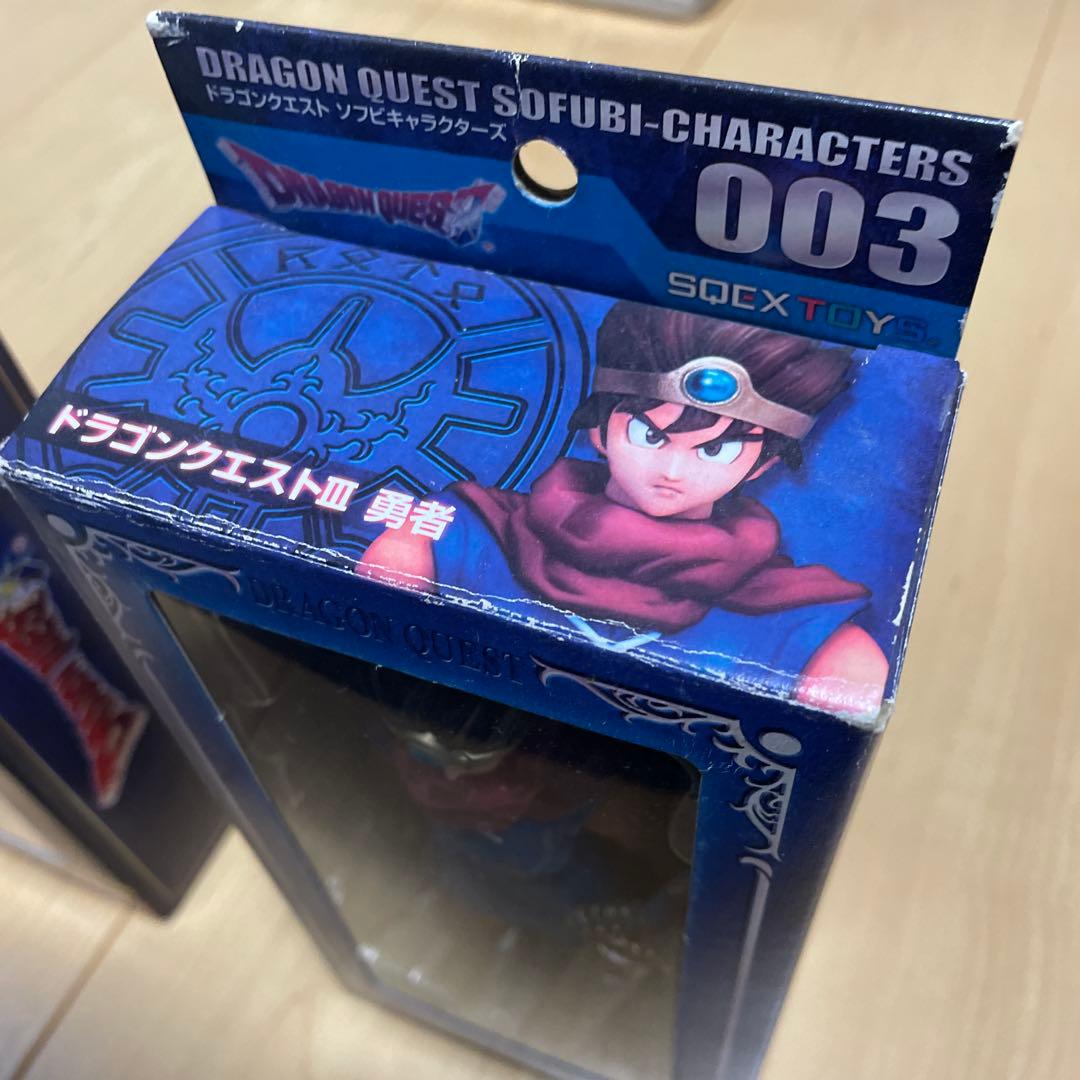 DRAGON QUEST SOFUBI-CHARACTERS
ドラゴンクエスト ソフビキャラクターズ
003
DRAGON QUEST
SQEX TOYS
ドラゴンクエストIII 勇者
DRAGON QUEST